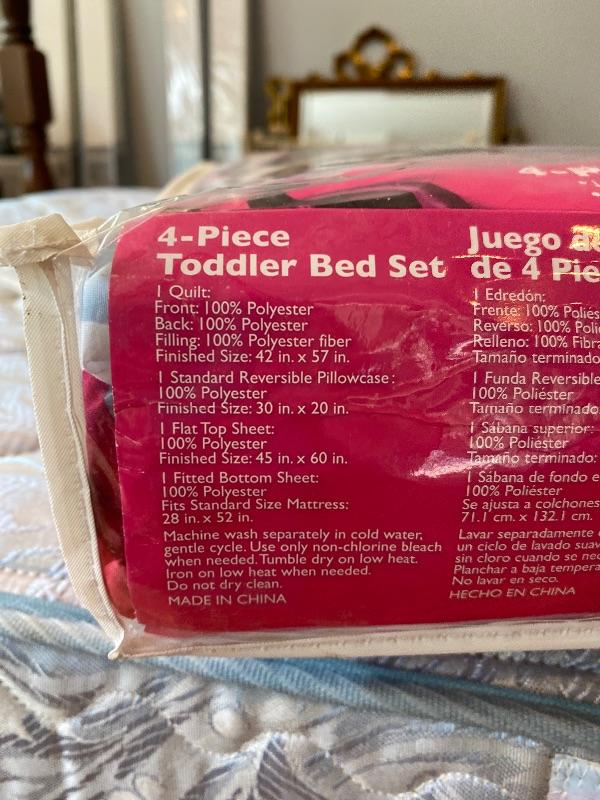 4-Piece
Toddler Bed Set
1 Quilt:
Front: 100% Polyester
Back: 100% Polyester
Filling: 100% Polyester fiber
Finished Size: 42 in. x 57 in.
1 Standard Reversible Pillowcase:
100% Polyester
Finished Size: 30 in. x 20 in.
1 Flat Top Sheet:
100% Polyester
Finished Size: 45 in. x 60 in.
1 Fitted Bottom Sheet:
100% Polyester
Fits Standard Size Mattress:
28 in. x 52 in.
Machine wash separately in cold water,
gentle cycle. Use only non-chlorine bleach
when needed. Tumble dry on low heat.
Iron on low heat when needed.
Do not dry clean.
MADE IN CHINA
Juego
de 4 Pie
1 Edredón:
Frente: 100% Poliés
Reverso: 100% Polié
Relleno: 100% Fibra
Tamaño terminado
1 Funda Reversible
100% Poliéster
Tamaño terminado:
1 Sábana superior:
100% Poliéster
Tamaño terminado:
1 Sábana de fondo e
100% Poliéster
Se ajusta a colchones
71.1 cm. x 132.1 cm.
Lavar separadamente e
un ciclo de lavado suav
sin cloro cuando se nec
Planchar a baja tempera
No lavar en seco.
HECHO EN CHINA